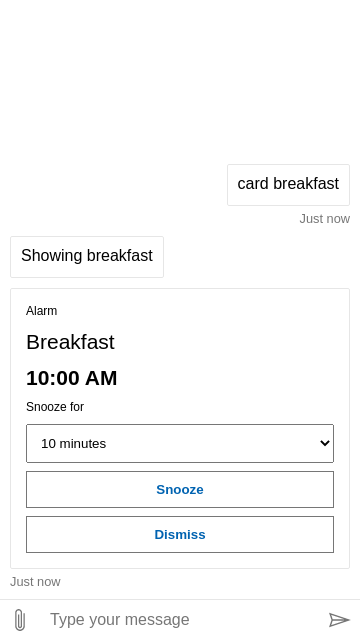 card breakfast
Just now
Showing breakfast
Alarm
Breakfast
10:00 AM
Snooze for
10 minutes
Snooze
Dismiss
Just now
Type your message